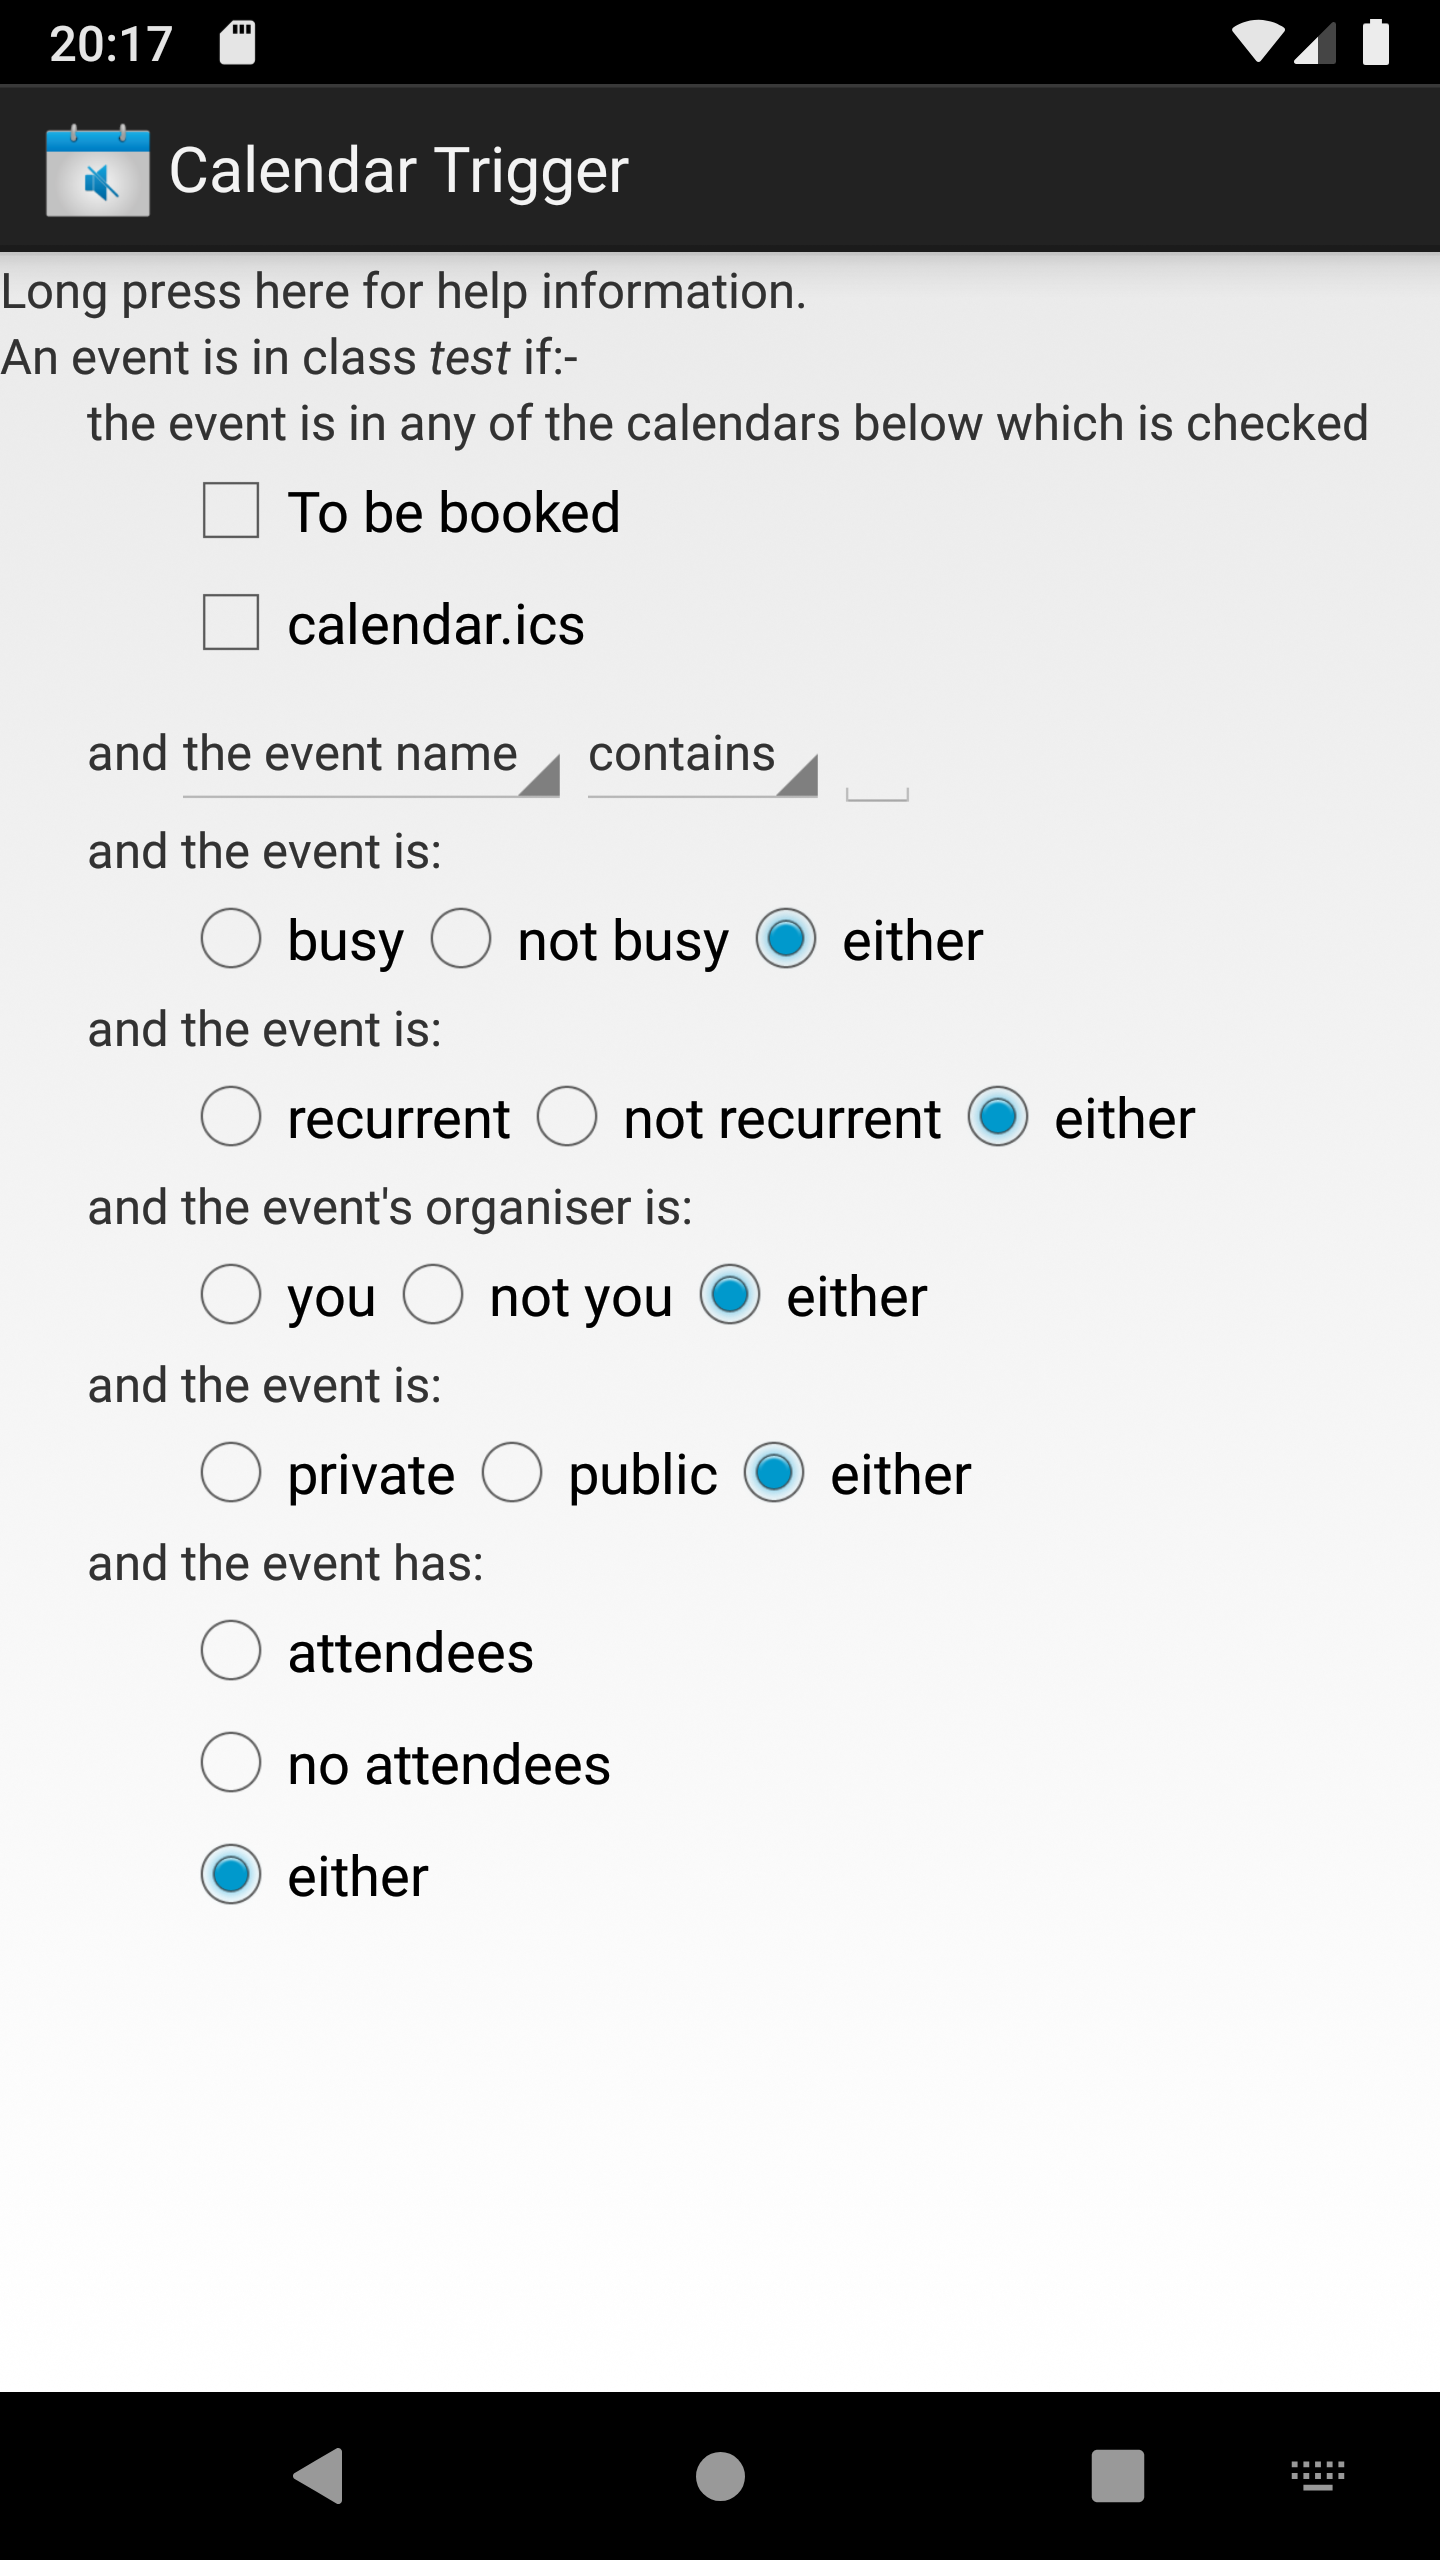 20:17
Calendar Trigger
Long press here for help information.
An event is in class test if:-
the event is in any of the calendars below which is checked
To be booked
calendar.ics
and the event name contains
and the event is:
busy not busy either
and the event is:
recurrent not recurrent either
and the event's organiser is:
you not you either
and the event is:
private public either
and the event has:
attendees
no attendees
either